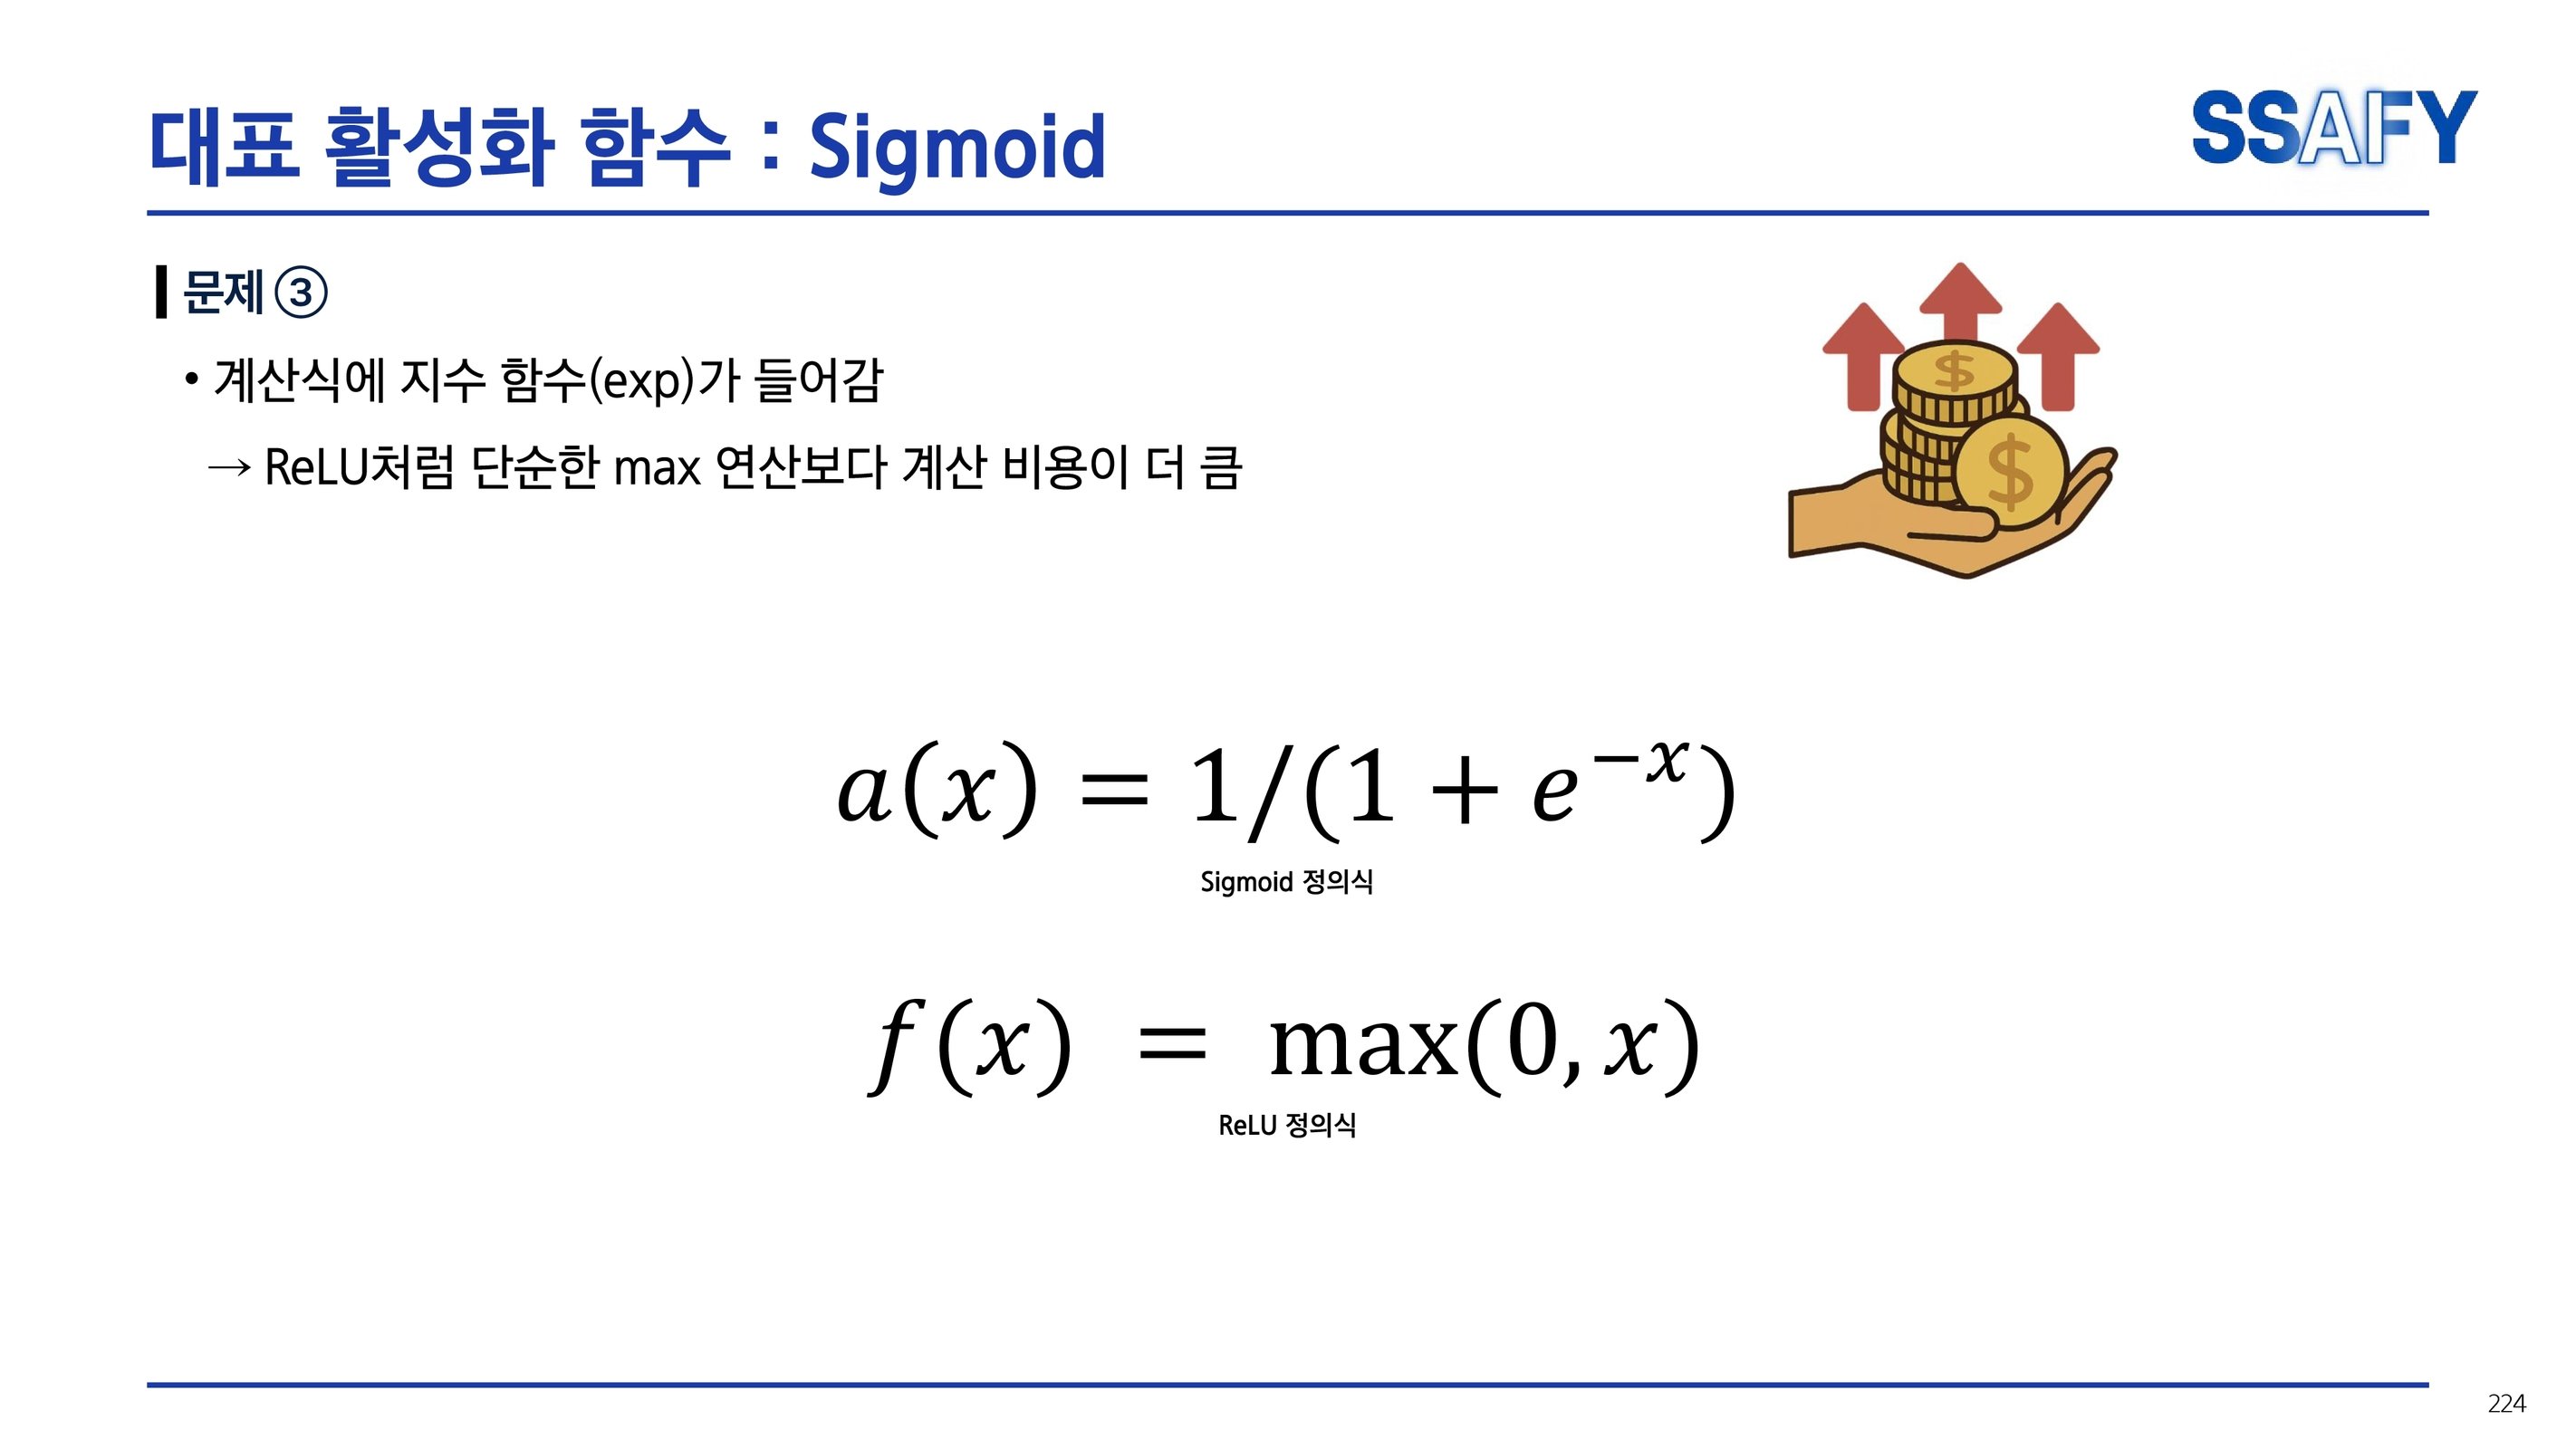 대표 활성화 함수 : Sigmoid
SSAFY
문제 ③
• 계산식에 지수 함수(exp)가 들어감
→ ReLU처럼 단순한 max 연산보다 계산 비용이 더 큼
$
$
a(x) = 1/(1 + e^{-x})
Sigmoid 정의식
f(x) = max(0, x)
ReLU 정의식
224